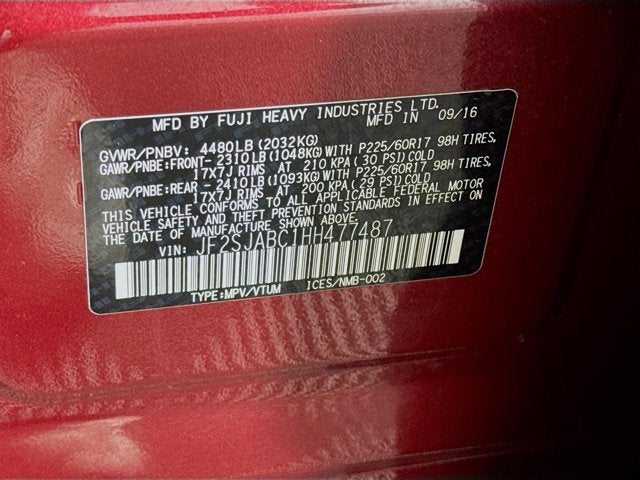 MFD BY FUJI HEAVY INDUSTRIES LTD.
MFD IN 09/16
GVWR/PNBV: 4480LB (2032KG)
GAWR/PNBE:FRONT- 2310LB (1048KG) WITH P225/60R17 98H TIRES,
17X7J RIMS AT 210 KPA ( 30 PSI) COLD
GAWR/PNBE:REAR - 2410LB (1093KG) WITH P225/60R17 98H TIRES,
17X7J RIMS AT 200 KPA ( 29 PSI) COLD
THIS VEHICLE CONFORMS TO ALL APPLICABLE FEDERAL MOTOR
VEHICLE SAFETY AND THEFT PREVENTION STANDARDS IN EFFECT ON
THE DATE OF MANUFACTURE SHOWN ABOVE.
VIN: JF2SJABC1HH477487
TYPE:MPV/VTUM ICES/NMB-002